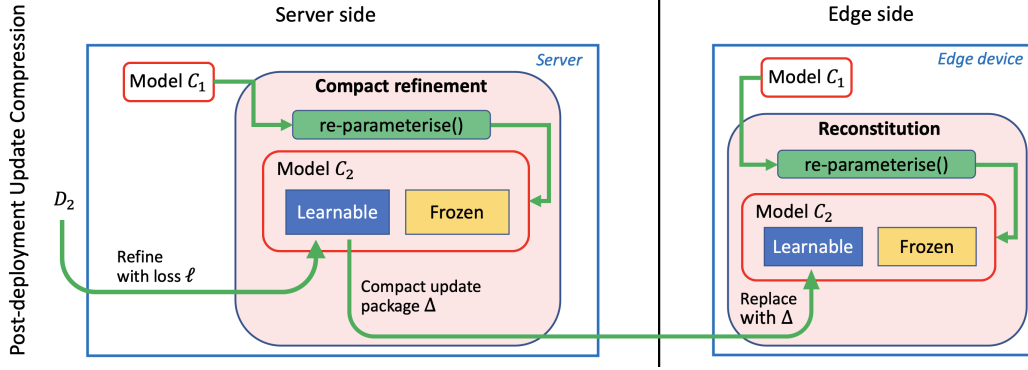 Post-deployment Update Compression
Server side
Server
Model C₁
Compact refinement
re-parameterise()
Model C₂
Learnable
Frozen
D₂
Refine
with loss ℓ
Compact update
package Δ
Edge side
Edge device
Model C₁
Reconstitution
re-parameterise()
Model C₂
Learnable
Frozen
Replace
with Δ